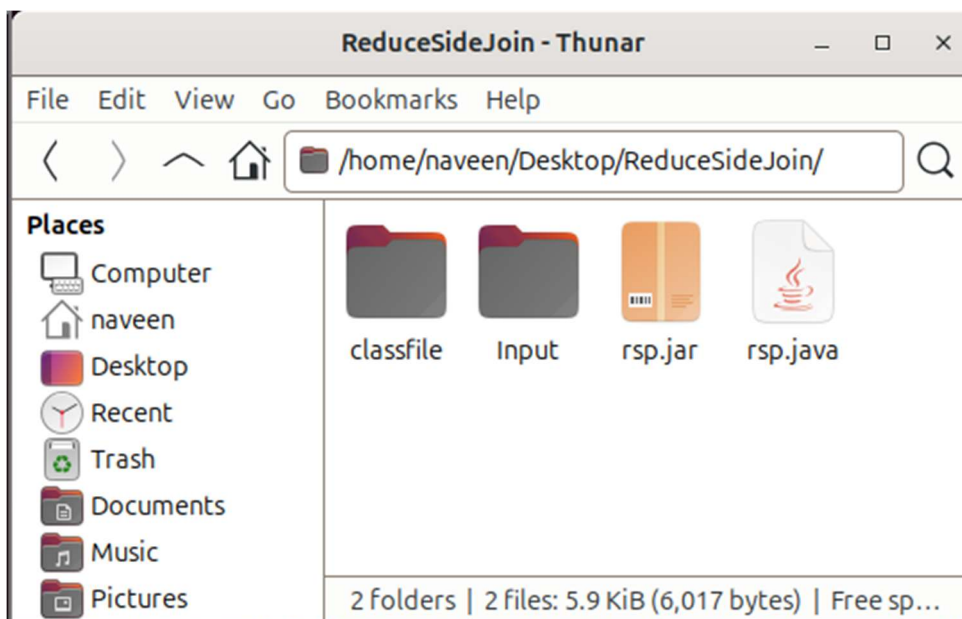 ReduceSideJoin - Thunar
File Edit View Go Bookmarks Help
/home/naveen/Desktop/ReduceSideJoin/
Places
Computer
naveen
Desktop
Recent
Trash
Documents
Music
Pictures
classfile Input rsp.jar rsp.java
2 folders | 2 files: 5.9 KiB (6,017 bytes) | Free sp...